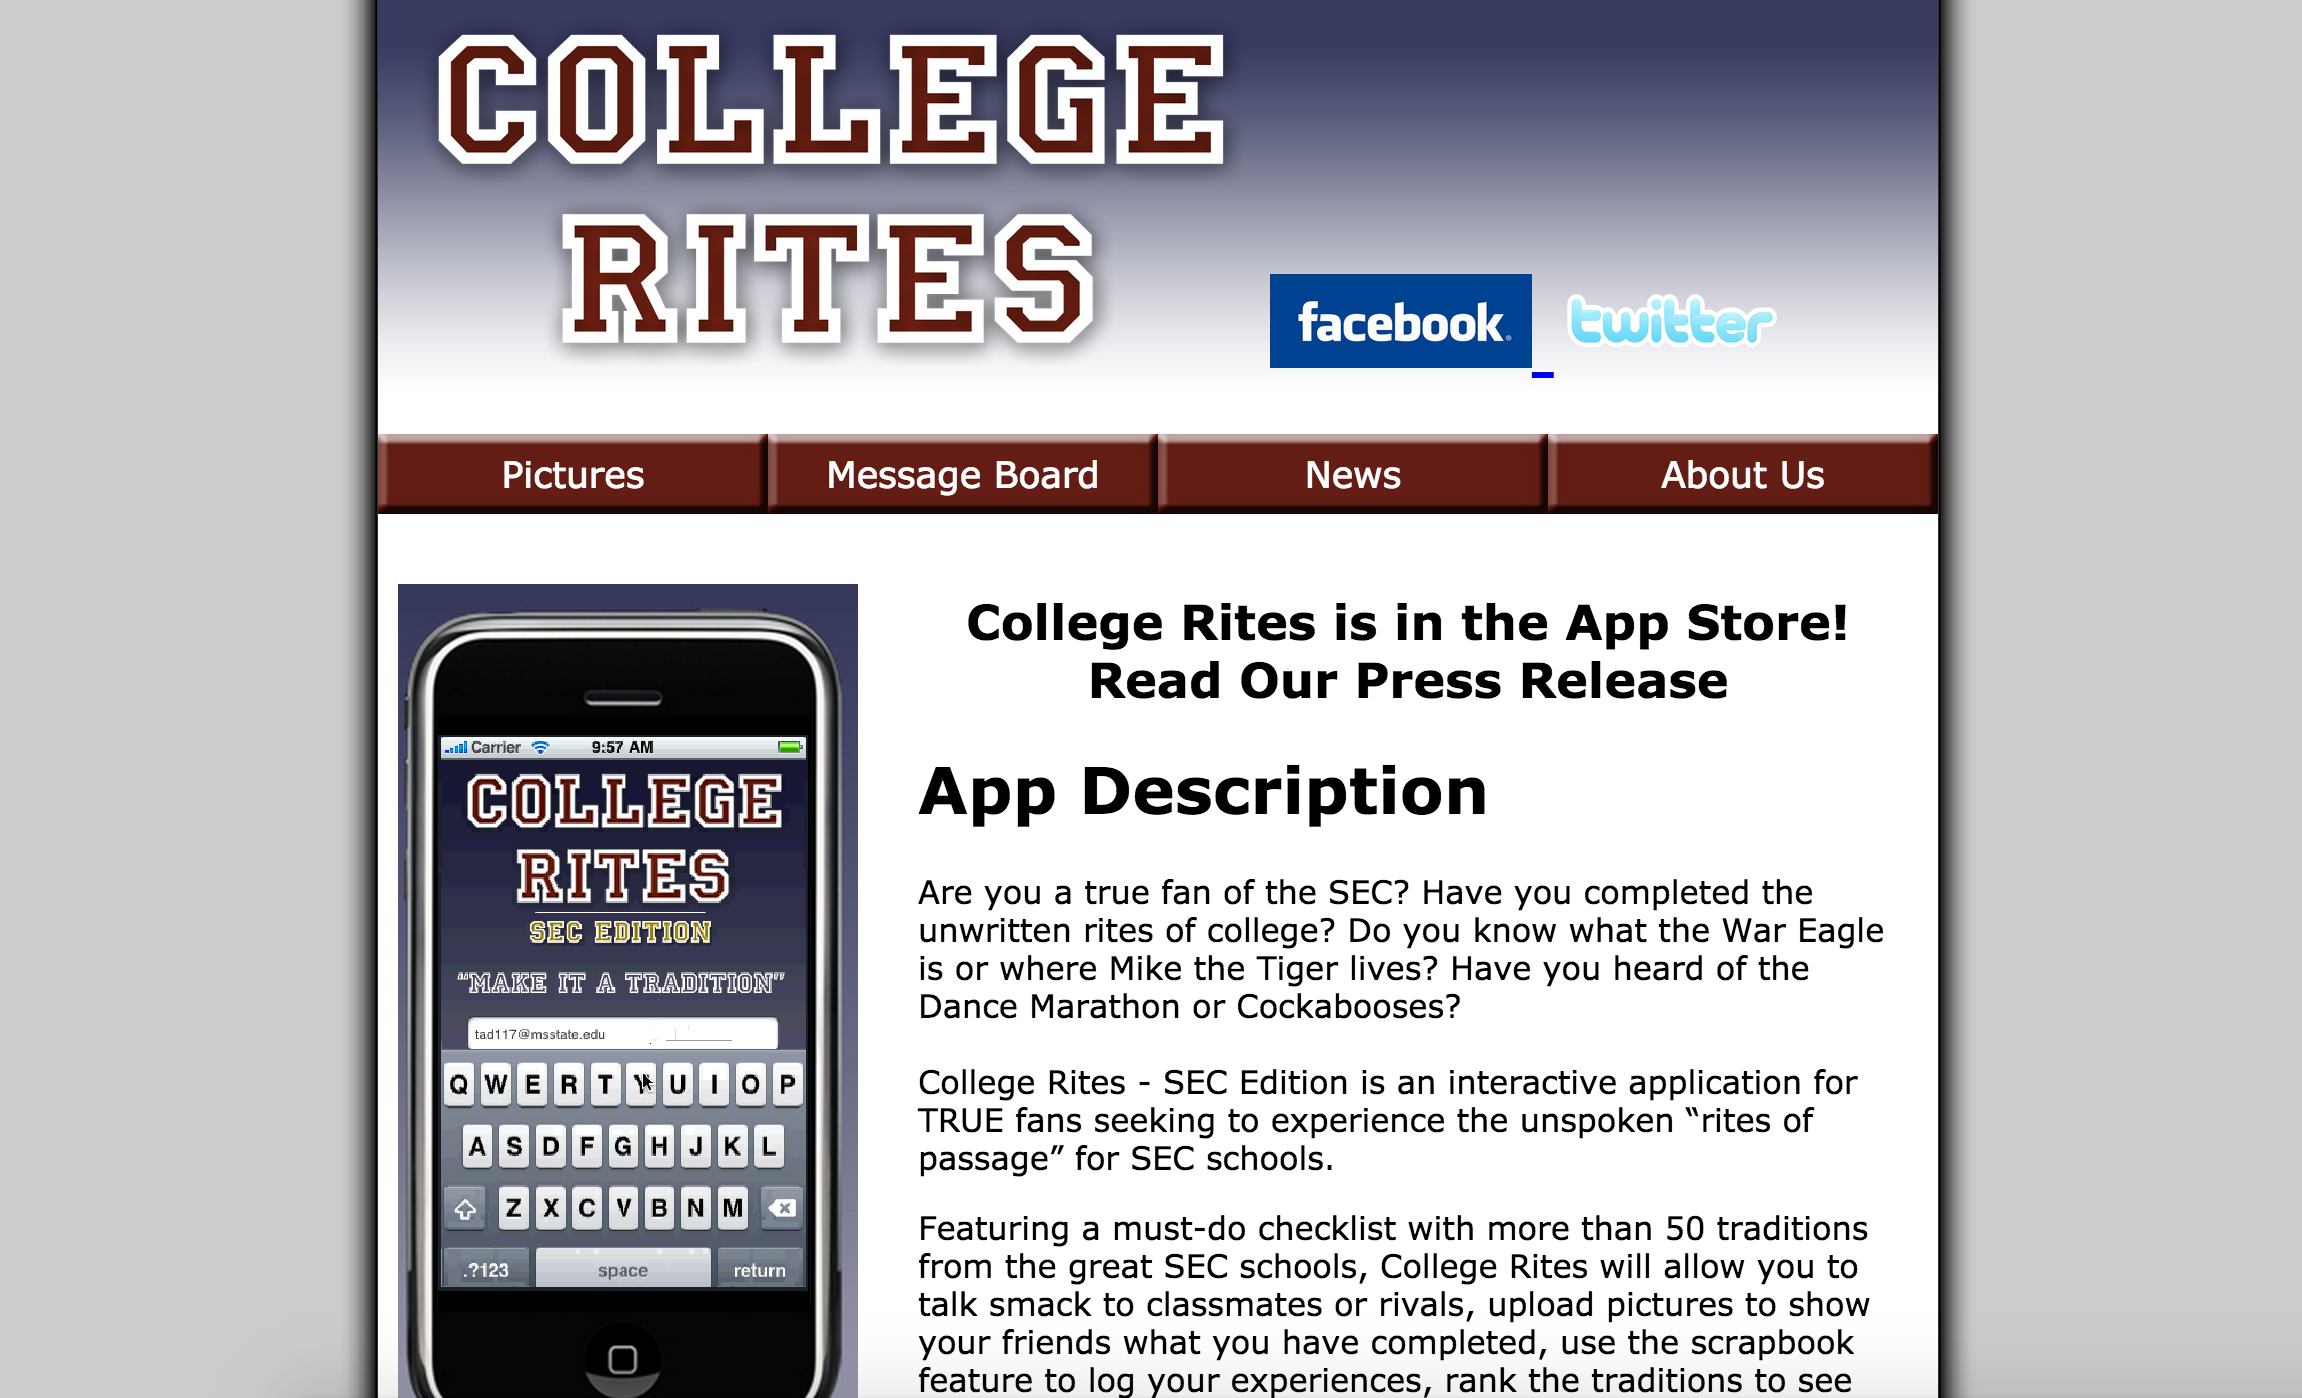 COLLEGE
RITES
facebook
twitter
Pictures
Message Board
News
About Us
Carrier
9:57 AM
COLLEGE
RITES
SEC EDITION
"MAKE IT A TRADITION"
tad117@msstate.edu
Q W E R T Y U I O P
A S D F G H J K L
Z X C V B N M
.?123
space
return
College Rites is in the App Store!
Read Our Press Release
App Description
Are you a true fan of the SEC? Have you completed the
unwritten rites of college? Do you know what the War Eagle
is or where Mike the Tiger lives? Have you heard of the
Dance Marathon or Cockabooses?
College Rites - SEC Edition is an interactive application for
TRUE fans seeking to experience the unspoken “rites of
passage” for SEC schools.
Featuring a must-do checklist with more than 50 traditions
from the great SEC schools, College Rites will allow you to
talk smack to classmates or rivals, upload pictures to show
your friends what you have completed, use the scrapbook
feature to log your experiences, rank the traditions to see